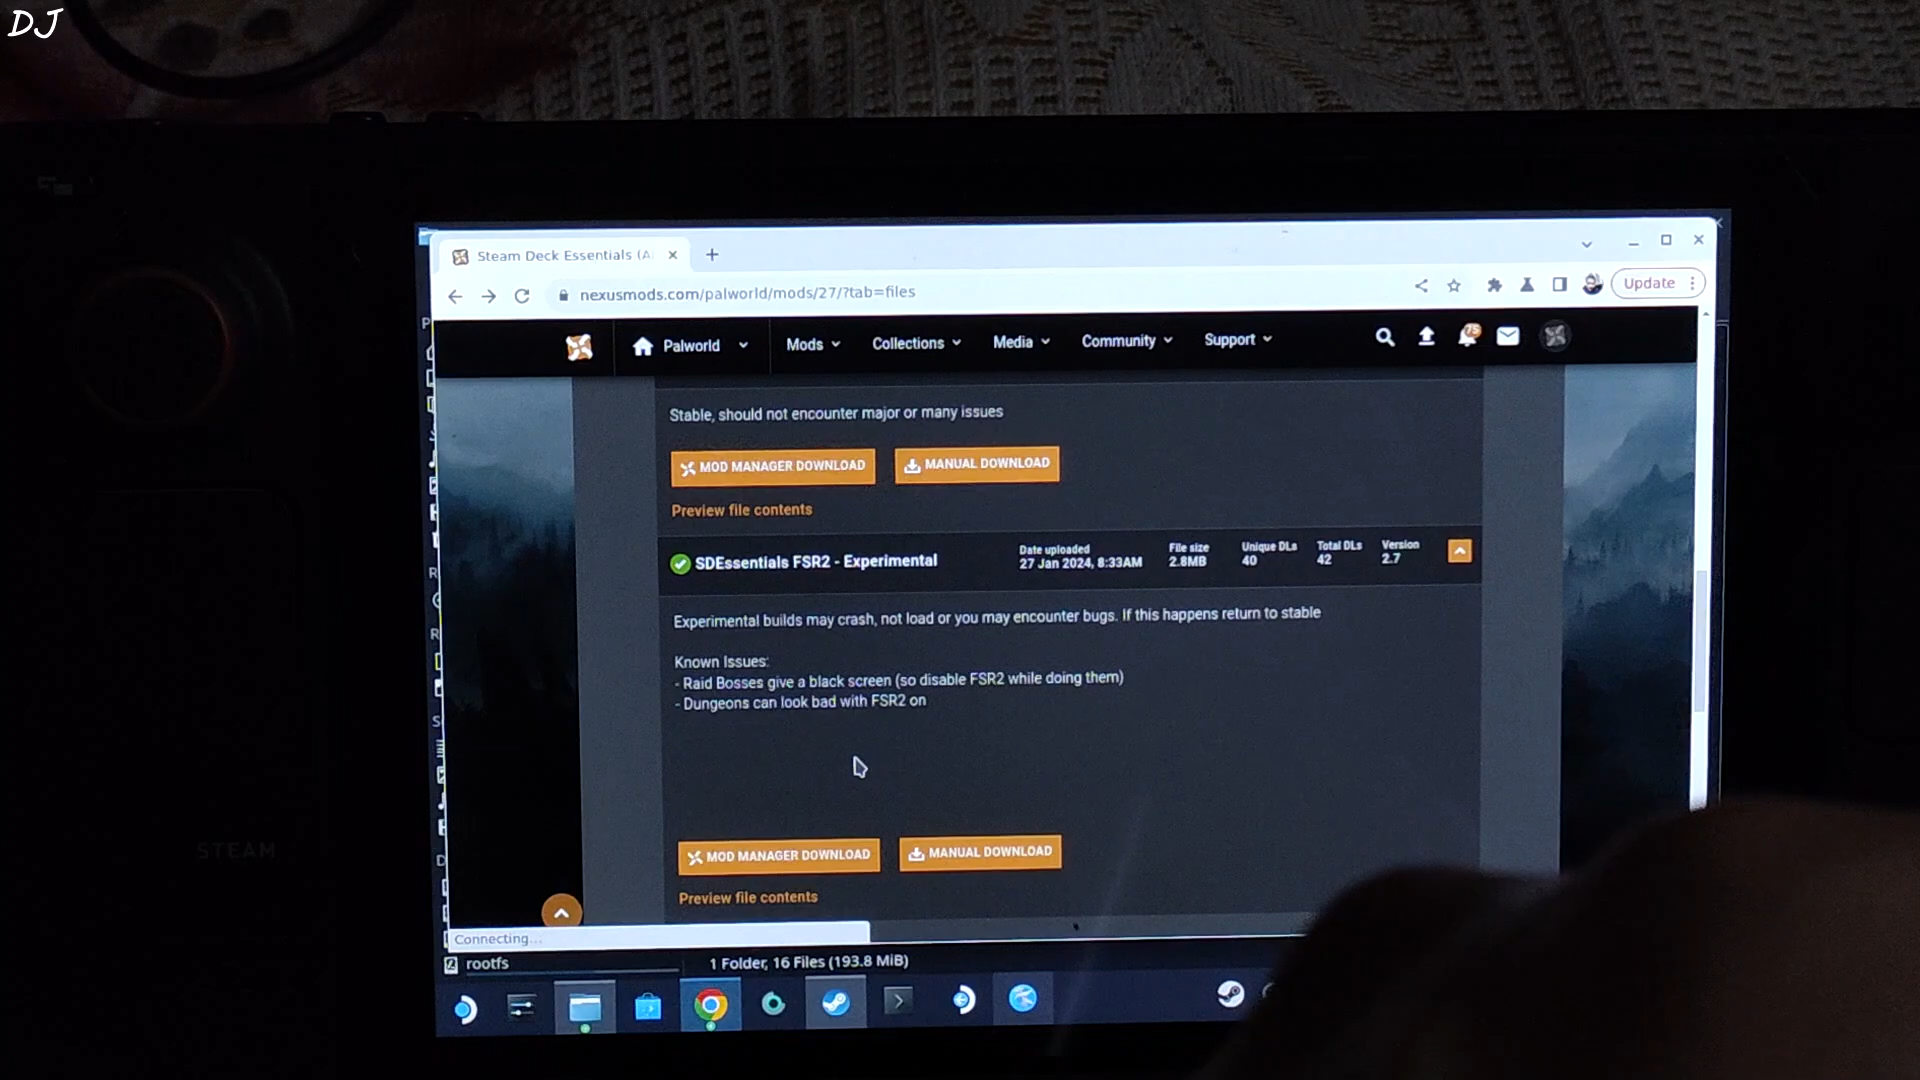 DJ
Steam Deck Essentials (A
nexusmods.com/palworld/mods/27/?tab=files
Update
Palworld Mods Collections Media Community Support
75
Stable, should not encounter major or many issues
MOD MANAGER DOWNLOAD MANUAL DOWNLOAD
Preview file contents
SDEssentials FSR2 - Experimental
Date uploaded
27 Jan 2024, 8:33AM
File size
2.8MB
Unique DLs
40
Total DLs
42
Version
2.7
Experimental builds may crash, not load or you may encounter bugs. If this happens return to stable
Known Issues:
- Raid Bosses give a black screen (so disable FSR2 while doing them)
- Dungeons can look bad with FSR2 on
MOD MANAGER DOWNLOAD MANUAL DOWNLOAD
Preview file contents
Connecting...
rootfs
1 Folder, 16 Files (193.8 MiB)
STEAM